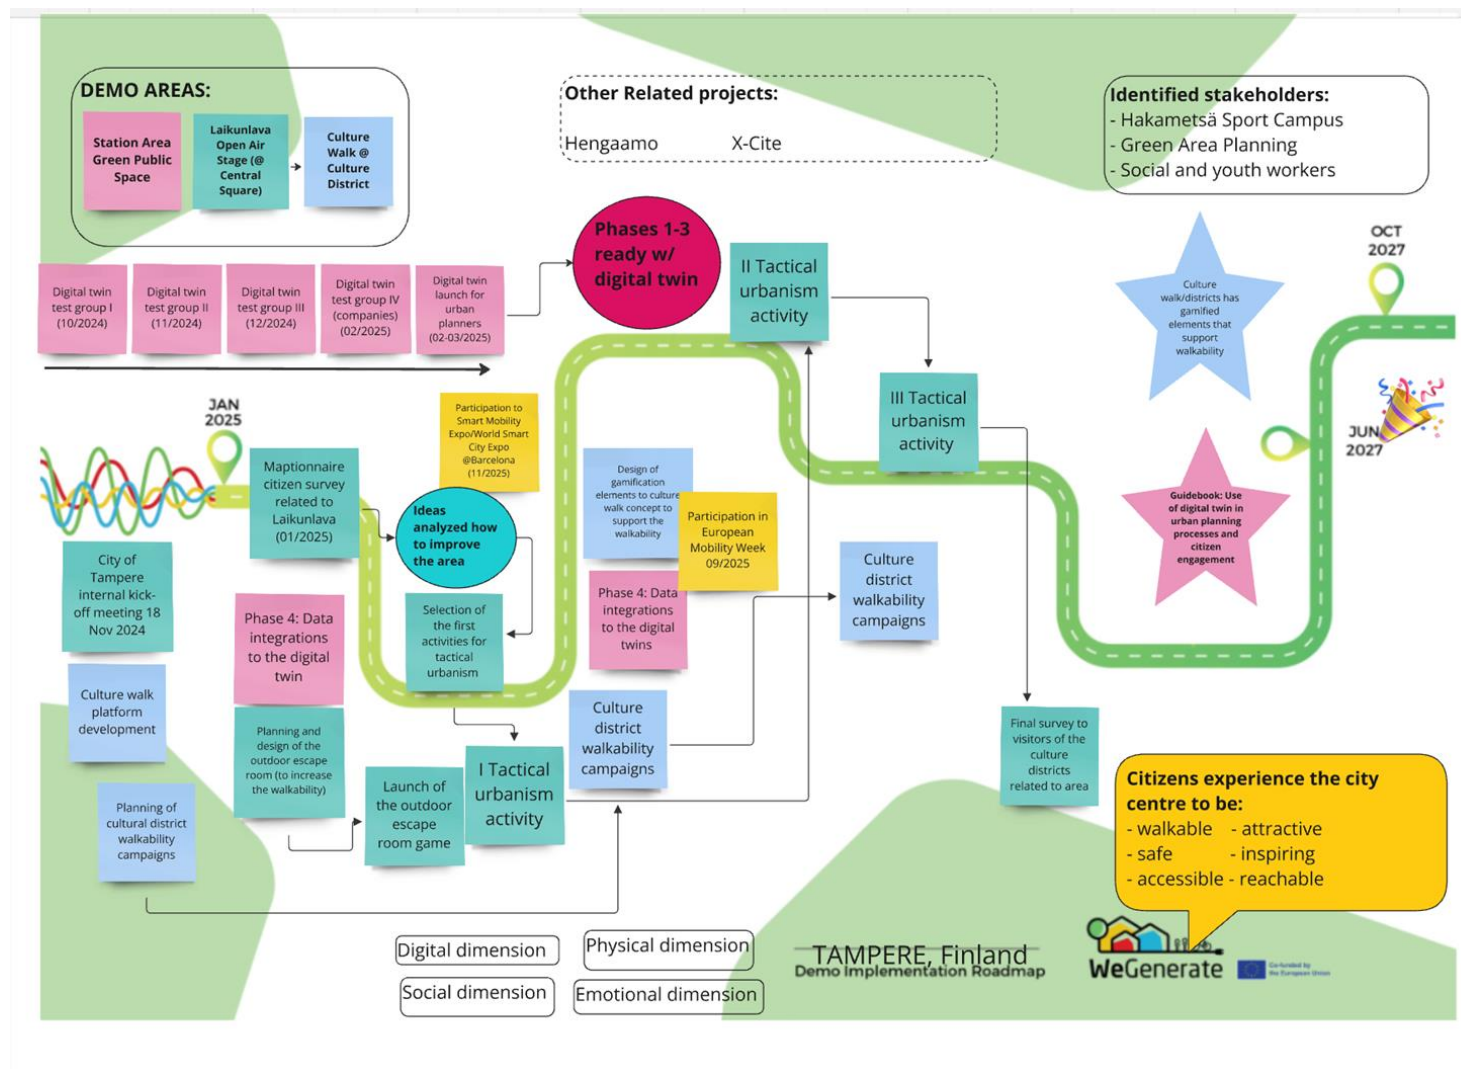 DEMO AREAS:
Station Area
Green Public
Space
Laikunlava
Open Air
Stage (@
Central
Square)
Culture
Walk @
Culture
District
Other Related projects:
Hengaamo
X-Cite
Identified stakeholders:
- Hakametsä Sport Campus
- Green Area Planning
- Social and youth workers
Digital twin
test group I
(10/2024)
Digital twin
test group II
(11/2024)
Digital twin
test group III
(12/2024)
Digital twin
test group IV
(companies)
(02/2025)
Digital twin
launch for
urban
planners
(02-03/2025)
Phases 1-3
ready w/
digital twin
II Tactical
urbanism
activity
III Tactical
urbanism
activity
Culture
walk/districts has
gamified
elements that
support
walkability
OCT
2027
JUN
2027
Guidebook: Use
of digital twin in
urban planning
processes and
citizen
engagement
JAN
2025
Maptionnaire
citizen survey
related to
Laikunlava
(01/2025)
Participation to
Smart Mobility
Expo/World Smart
City Expo
@Barcelona
(11/2025)
Ideas
analyzed how
to improve
the area
Design of
gamification
elements to culture
walk concept to
support the
walkability
Participation in
European
Mobility Week
09/2025
Culture
district
walkability
campaigns
City of
Tampere
internal kick-
off meeting 18
Nov 2024
Phase 4: Data
integrations
to the digital
twin
Selection of
the first
activities for
tactical
urbanism
Phase 4: Data
integrations
to the digital
twins
Culture walk
platform
development
Planning and
design of the
outdoor escape
room (to increase
the walkability)
Culture
district
walkability
campaigns
Planning of
cultural district
walkability
campaigns
Launch of
the outdoor
escape
room game
I Tactical
urbanism
activity
Final survey to
visitors of the
culture
districts
related to area
Citizens experience the city
centre to be:
- walkable - attractive
- safe - inspiring
- accessible - reachable
Digital dimension
Physical dimension
Social dimension
Emotional dimension
TAMPERE, Finland
Demo Implementation Roadmap
WeGenerate
Co-funded by
the European Union